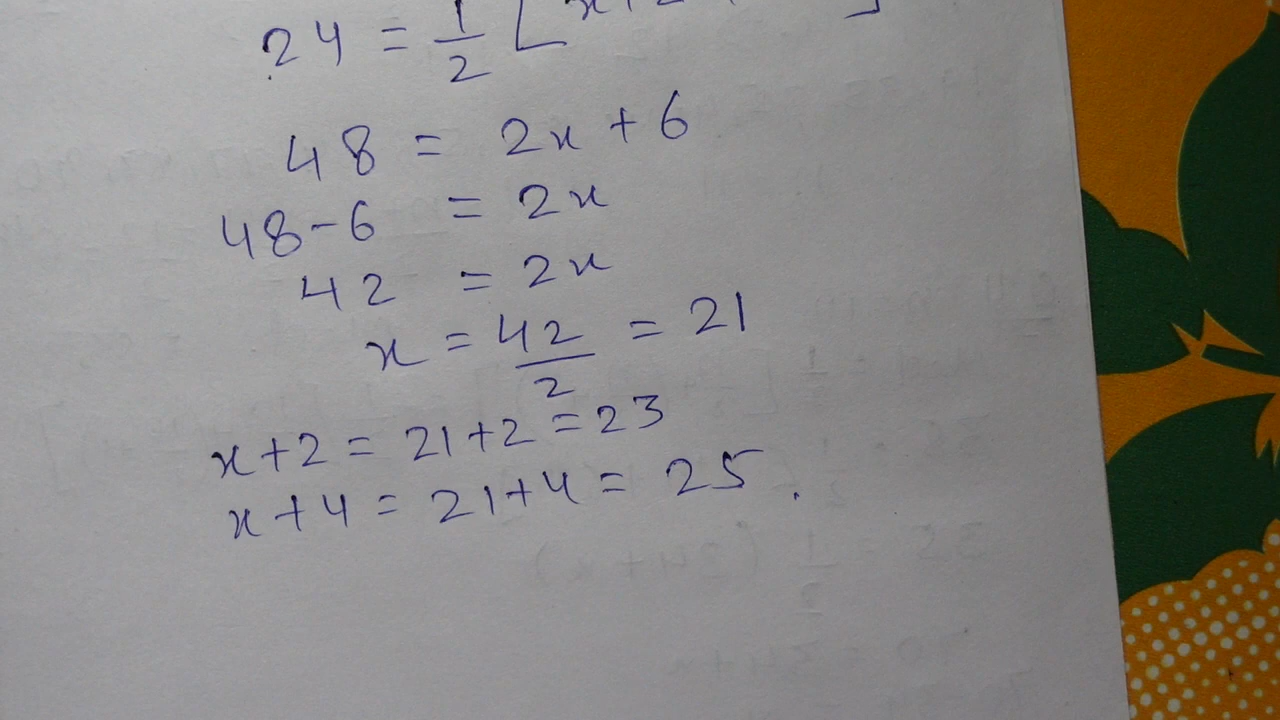 24 = 1/2 [x+2+
48 = 2x + 6
48-6 = 2x
42 = 2x
x = 42/2 = 21
x+2 = 21+2 = 23
x+4 = 21+4 = 25.